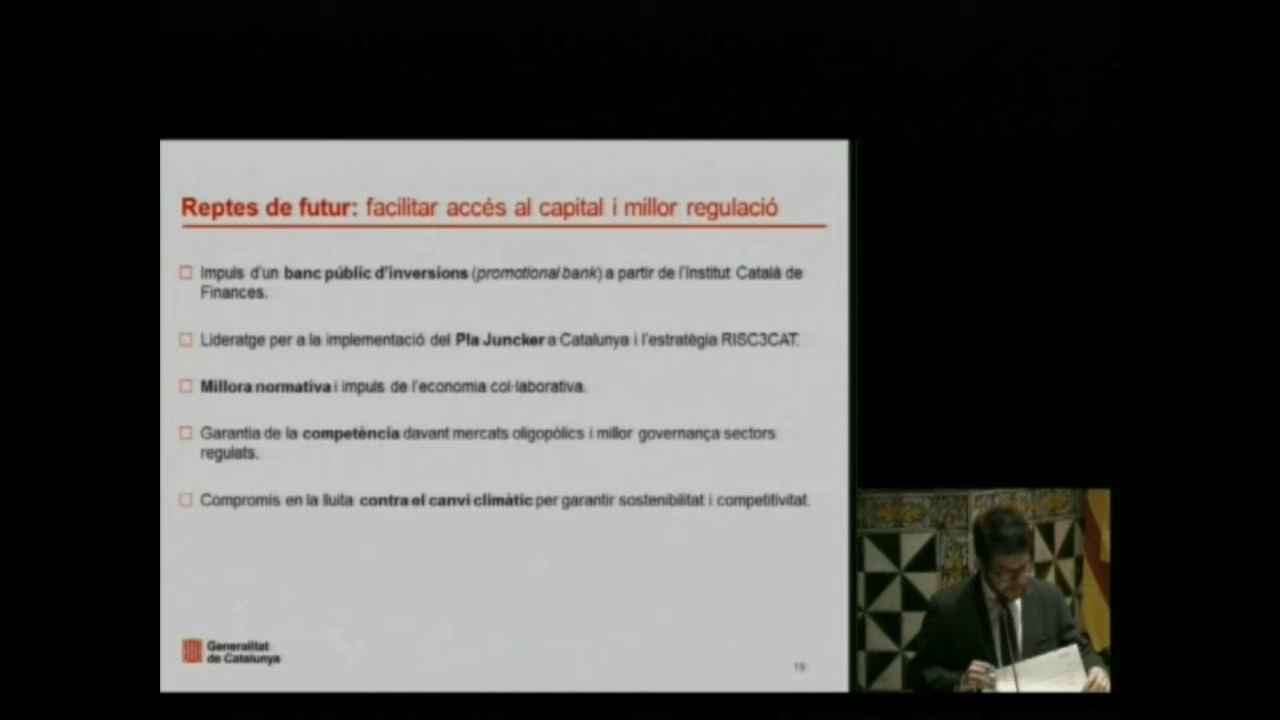 Reptes de futur: facilitar accés al capital i millor regulació
Impuls d'un banc públic d'inversions (promotional bank) a partir de l'Institut Català de
Finances.
Lideratge per a la implementació del Pla Juncker a Catalunya i l'estratègia RISC3CAT.
Millora normativa i impuls de l'economia col·laborativa.
Garantia de la competència davant mercats oligopòlics i millor governança sectors
regulats.
Compromís en la lluita contra el canvi climàtic per garantir sostenibilitat i competitivitat.
Generalitat
de Catalunya
19